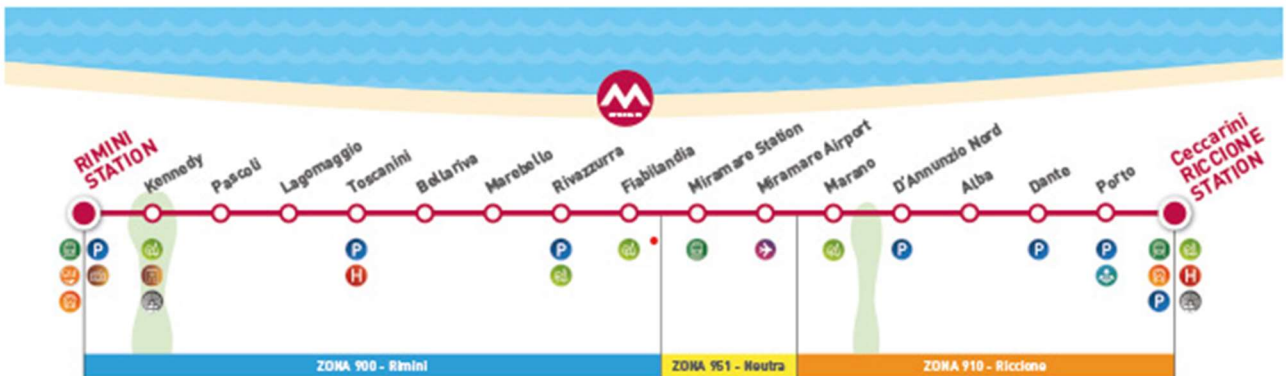 RIMINI
STATION
Kennedy
Pascoli
Lagomaggio
Toscanini
Bellariva
Marebello
Rivazzurra
Fiabilandia
Miramare Station
Miramare Airport
Marano
D'Annunzio Nord
Alba
Dante
Porto
Ceccarini
RICCIONE
STATION
P
P
P
P
P
P
H
H
P
ZONA 900 - Rimini
ZONA 951 - Neutra
ZONA 910 - Riccione